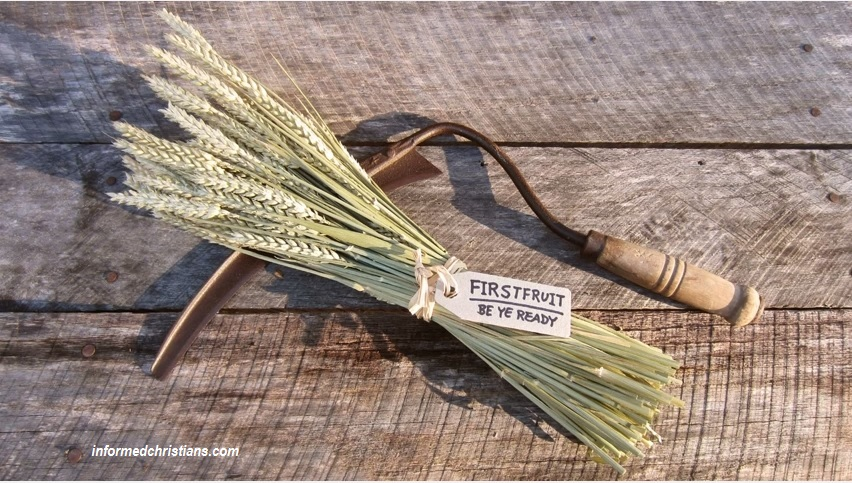 FIRSTFRUIT
BE YE READY
informedchristians.com